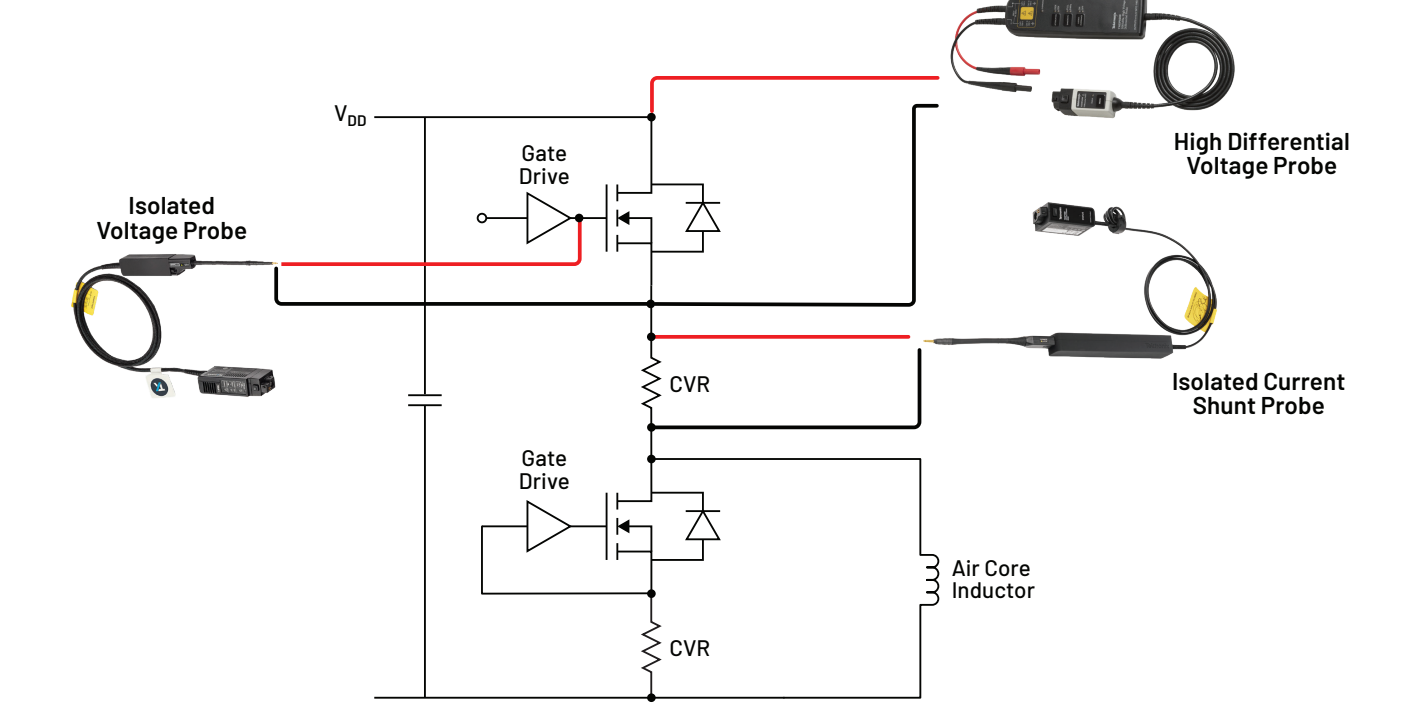 High Differential
Voltage Probe
V_DD
Gate
Drive
Isolated
Voltage Probe
Isolated Current
Shunt Probe
CVR
Gate
Drive
Air Core
Inductor
CVR